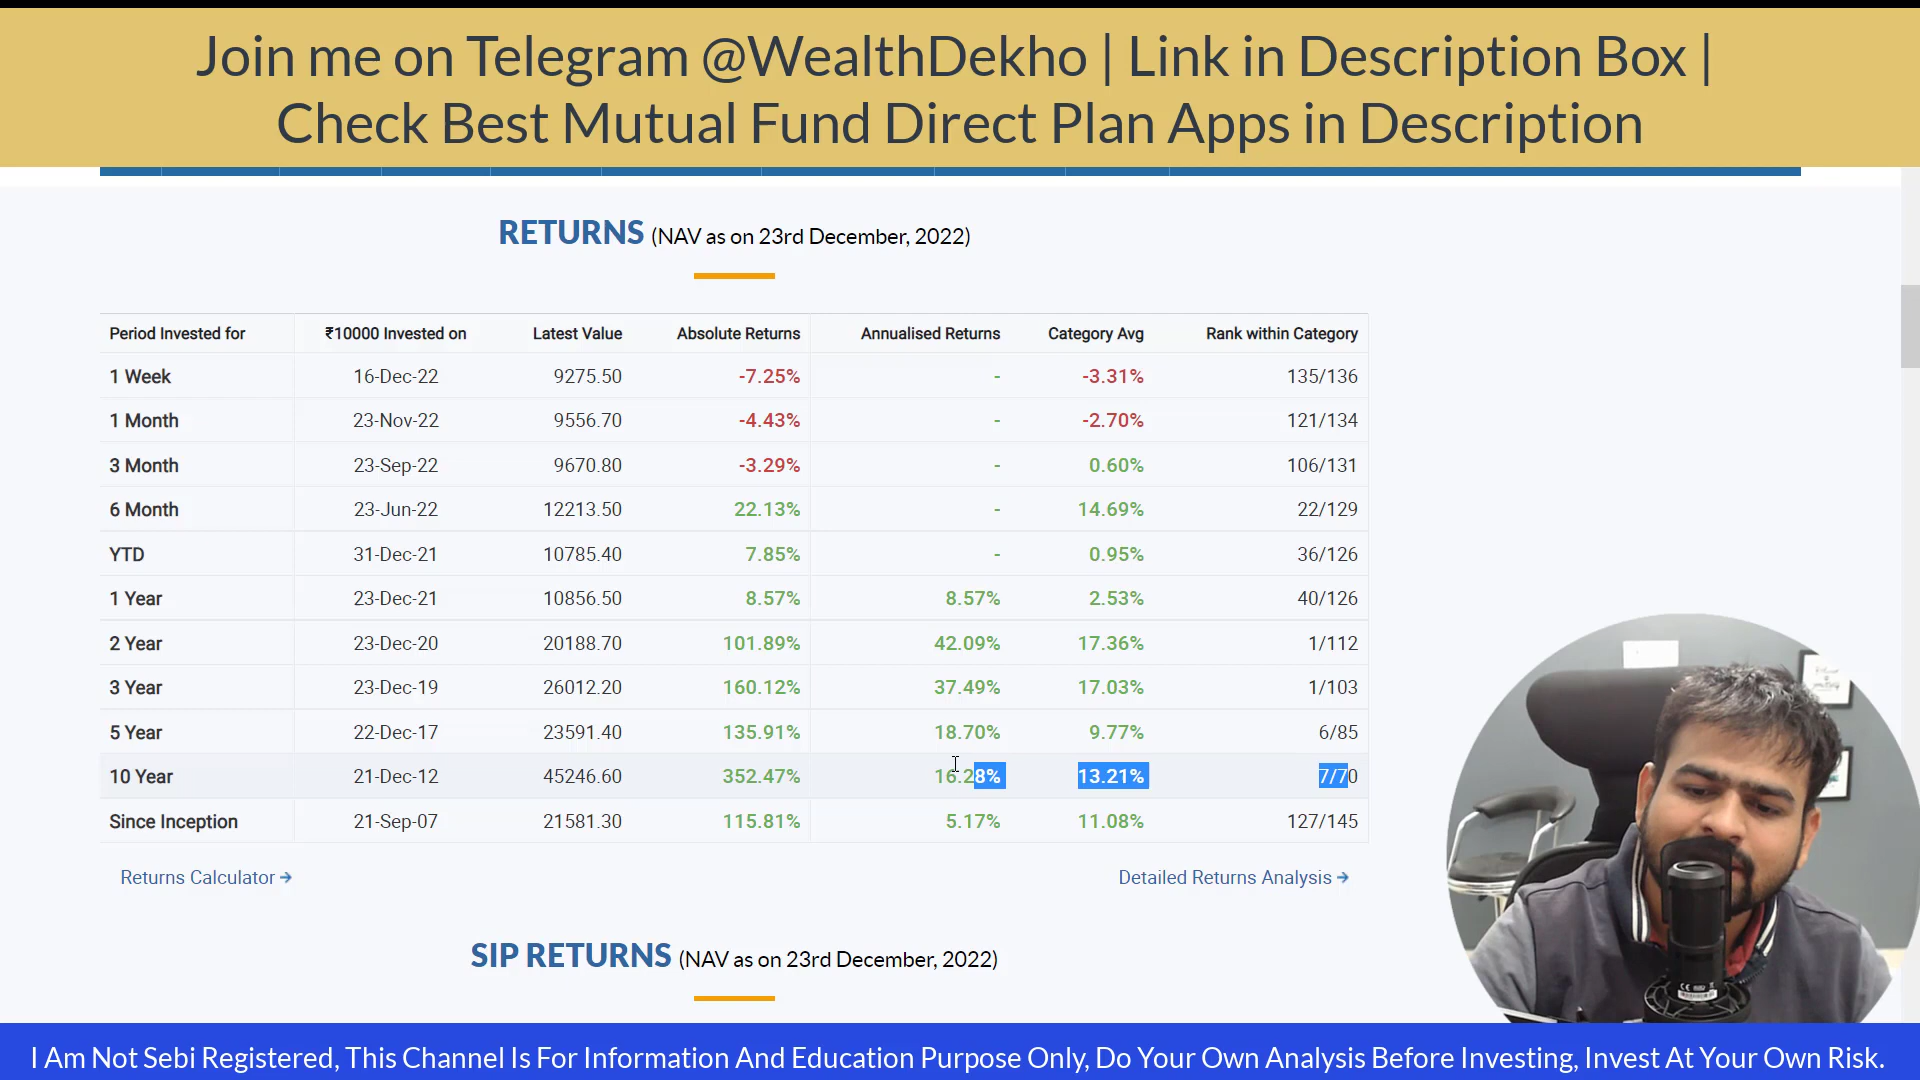 Join me on Telegram @WealthDekho | Link in Description Box |
Check Best Mutual Fund Direct Plan Apps in Description
RETURNS (NAV as on 23rd December, 2022)
Period Invested for ₹10000 Invested on Latest Value Absolute Returns Annualised Returns Category Avg Rank within Category
1 Week 16-Dec-22 9275.50 -7.25% - -3.31% 135/136
1 Month 23-Nov-22 9556.70 -4.43% - -2.70% 121/134
3 Month 23-Sep-22 9670.80 -3.29% - 0.60% 106/131
6 Month 23-Jun-22 12213.50 22.13% - 14.69% 22/129
YTD 31-Dec-21 10785.40 7.85% - 0.95% 36/126
1 Year 23-Dec-21 10856.50 8.57% 8.57% 2.53% 40/126
2 Year 23-Dec-20 20188.70 101.89% 42.09% 17.36% 1/112
3 Year 23-Dec-19 26012.20 160.12% 37.49% 17.03% 1/103
5 Year 22-Dec-17 23591.40 135.91% 18.70% 9.77% 6/85
10 Year 21-Dec-12 45246.60 352.47% 16.28% 13.21% 7/70
Since Inception 21-Sep-07 21581.30 115.81% 5.17% 11.08% 127/145
Returns Calculator → Detailed Returns Analysis →
SIP RETURNS (NAV as on 23rd December, 2022)
I Am Not Sebi Registered, This Channel Is For Information And Education Purpose Only, Do Your Own Analysis Before Investing, Invest At Your Own Risk.